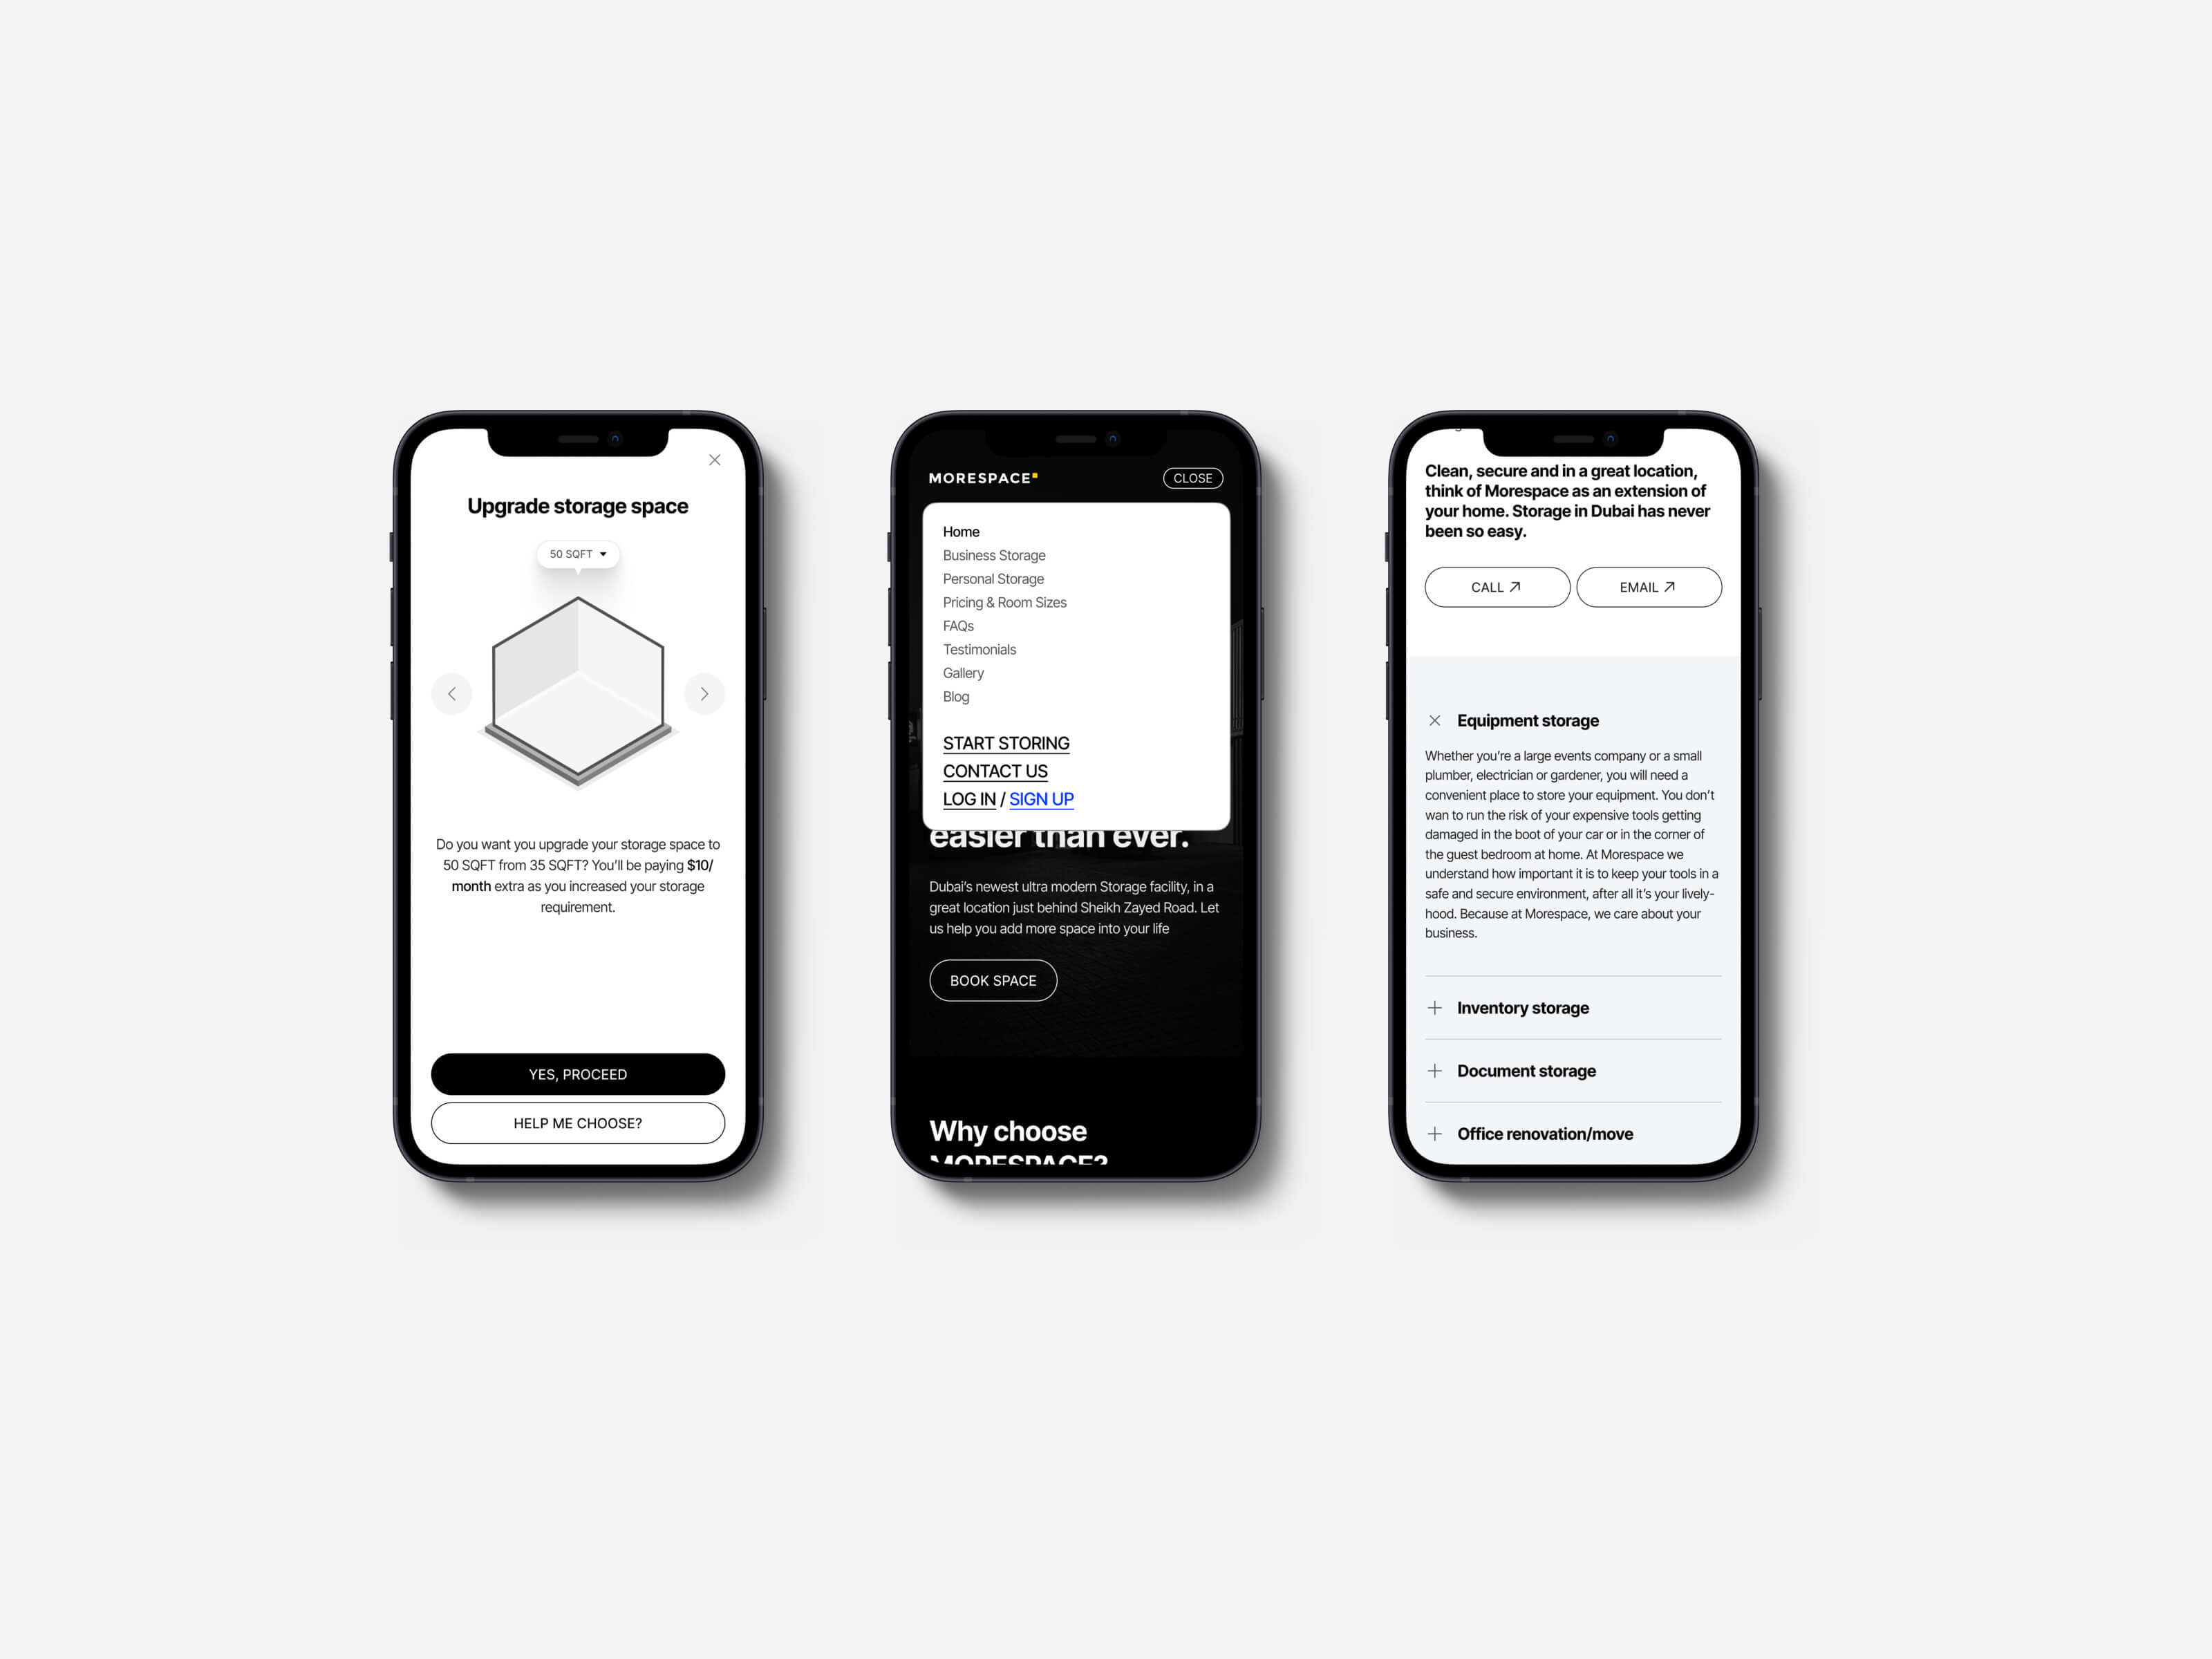 Upgrade storage space
50 SQFT
Do you want you upgrade your storage space to
50 SQFT from 35 SQFT? You'll be paying $10/
month extra as you increased your storage
requirement.
YES, PROCEED
HELP ME CHOOSE?
MORESPACE
CLOSE
Home
Business Storage
Personal Storage
Pricing & Room Sizes
FAQs
Testimonials
Gallery
Blog
START STORING
CONTACT US
LOG IN / SIGN UP
easier than ever.
Dubai's newest ultra modern Storage facility, in a
great location just behind Sheikh Zayed Road. Let
us help you add more space into your life
BOOK SPACE
Why choose
MORESPACE?
Clean, secure and in a great location,
think of Morespace as an extension of
your home. Storage in Dubai has never
been so easy.
CALL
EMAIL
Equipment storage
Whether you're a large events company or a small
plumber, electrician or gardener, you will need a
convenient place to store your equipment. You don't
wan to run the risk of your expensive tools getting
damaged in the boot of your car or in the corner of
the guest bedroom at home. At Morespace we
understand how important it is to keep your tools in a
safe and secure environment, after all it's your lively-
hood. Because at Morespace, we care about your
business.
Inventory storage
Document storage
Office renovation/move